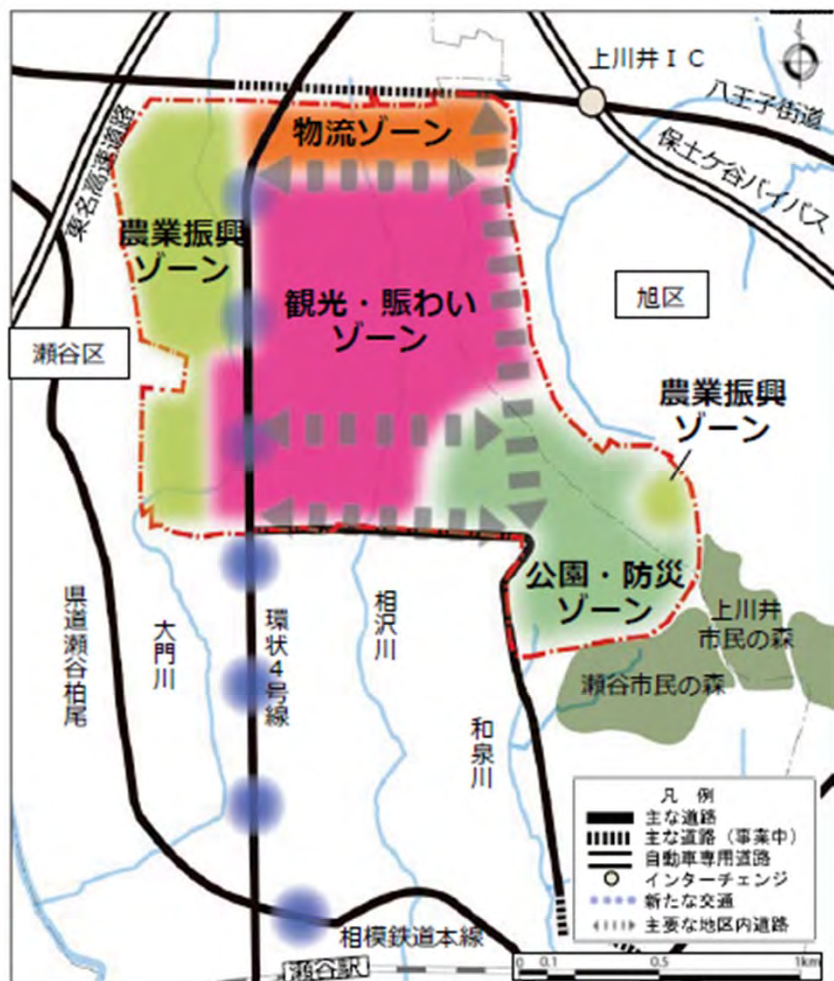 上川井ＩＣ
八王子街道
保土ケ谷バイパス
東名高速道路
物流ゾーン
農業振興
ゾーン
観光・賑わい
ゾーン
旭区
瀬谷区
農業振興
ゾーン
公園・防災
ゾーン
上川井
市民の森
瀬谷市民の森
県道瀬谷柏尾
大門川
環状４号線
相沢川
和泉川
相模鉄道本線
瀬谷駅
凡 例
主な道路
主な道路（事業中）
自動車専用道路
インターチェンジ
新たな交通
主要な地区内道路
0 0.1 0.5 1km